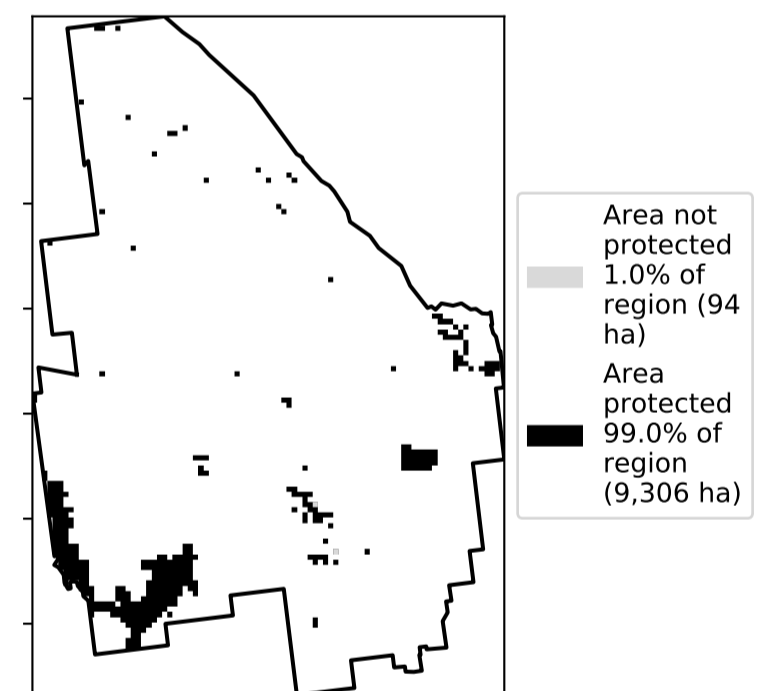 Area not
protected
1.0% of
region (94
ha)
Area
protected
99.0% of
region
(9,306 ha)